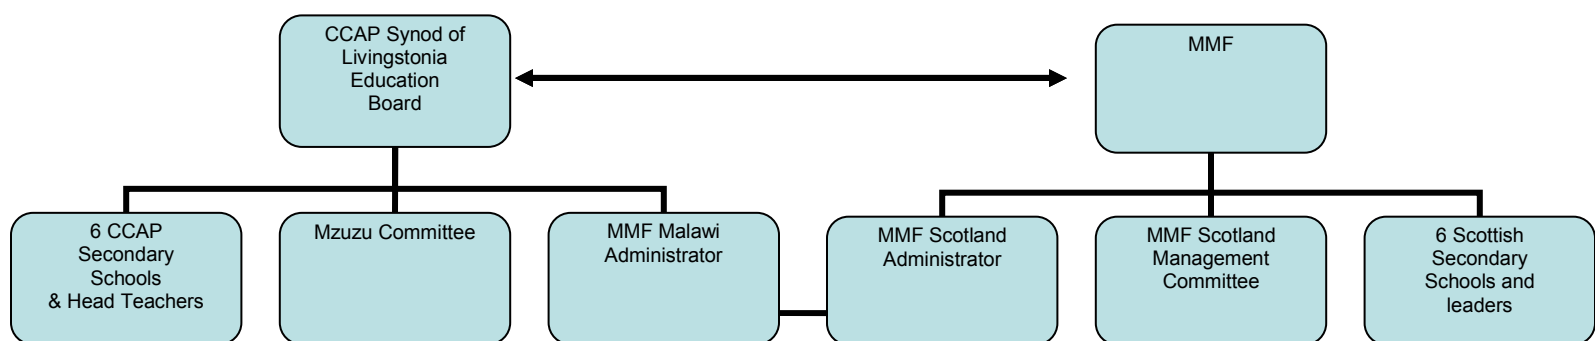 CCAP Synod of
Livingstonia
Education
Board
MMF
6 CCAP
Secondary
Schools
& Head Teachers
Mzuzu Committee
MMF Malawi
Administrator
MMF Scotland
Administrator
MMF Scotland
Management
Committee
6 Scottish
Secondary
Schools and
leaders